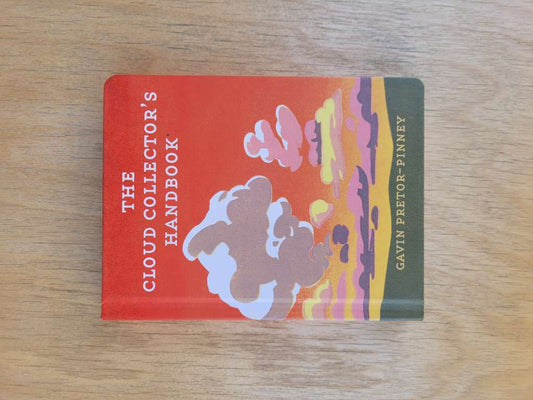 THE
CLOUD COLLECTOR'S
HANDBOOK
GAVIN PRETOR-PINNEY